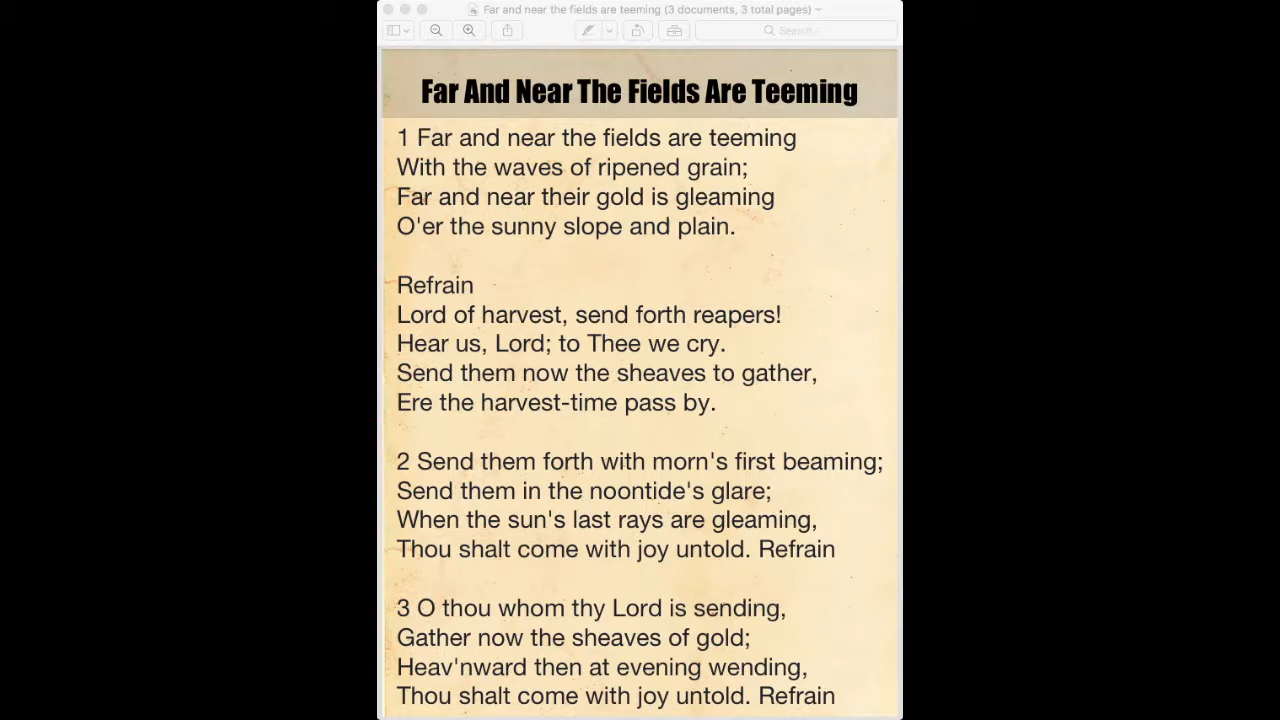 Far and near the fields are teeming (3 documents, 3 total pages)
Search
Far And Near The Fields Are Teeming
1 Far and near the fields are teeming
With the waves of ripened grain;
Far and near their gold is gleaming
O'er the sunny slope and plain.
Refrain
Lord of harvest, send forth reapers!
Hear us, Lord; to Thee we cry.
Send them now the sheaves to gather,
Ere the harvest-time pass by.
2 Send them forth with morn's first beaming;
Send them in the noontide's glare;
When the sun's last rays are gleaming,
Thou shalt come with joy untold. Refrain
3 O thou whom thy Lord is sending,
Gather now the sheaves of gold;
Heav'nward then at evening wending,
Thou shalt come with joy untold. Refrain